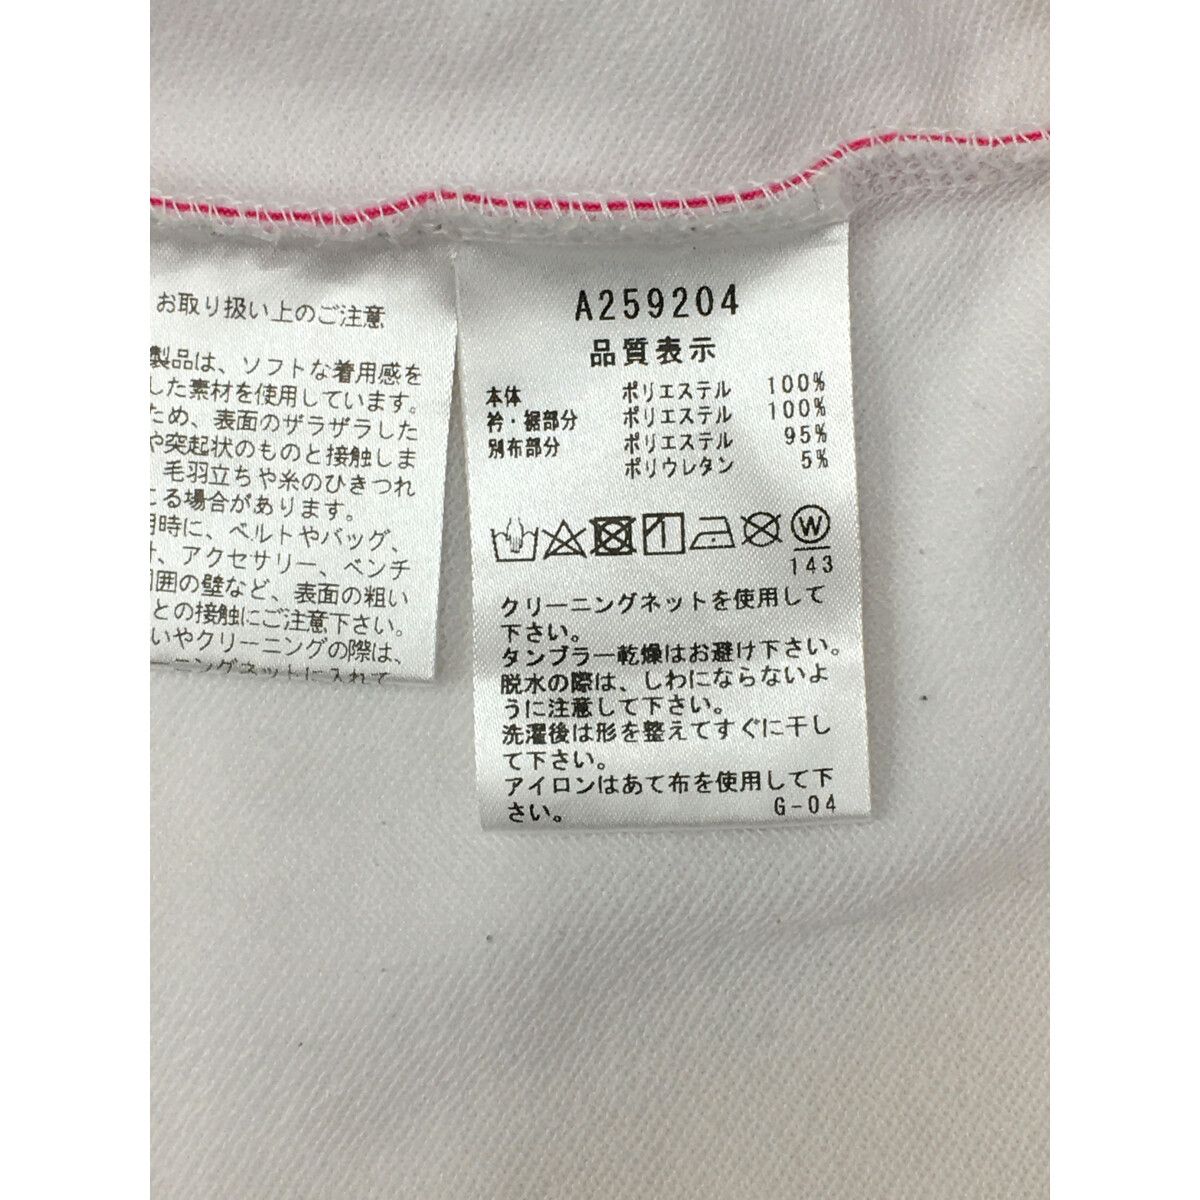 お取り扱い上のご注意
製品は、ソフトな着用感を
した素材を使用しています。
ため、表面のザラザラした
や突起状のものと接触しま
毛羽立ちや糸のひきつれ
こる場合があります。
用時に、ベルトやバッグ、
アクセサリー、ベンチ
囲の壁など、表面の粗い
との接触にご注意下さい。
いやクリーニングの際は、
ーニングネットに入れて
A259204
品質表示
本体 ポリエステル 100%
衿・裾部分 ポリエステル 100%
別布部分 ポリエステル 95%
ポリウレタン 5%
W
143
クリーニングネットを使用して
下さい。
タンブラー乾燥はお避け下さい。
脱水の際は、しわにならないよ
うに注意して下さい。
洗濯後は形を整えてすぐに干し
て下さい。
アイロンはあて布を使用して下
さい。 G-04